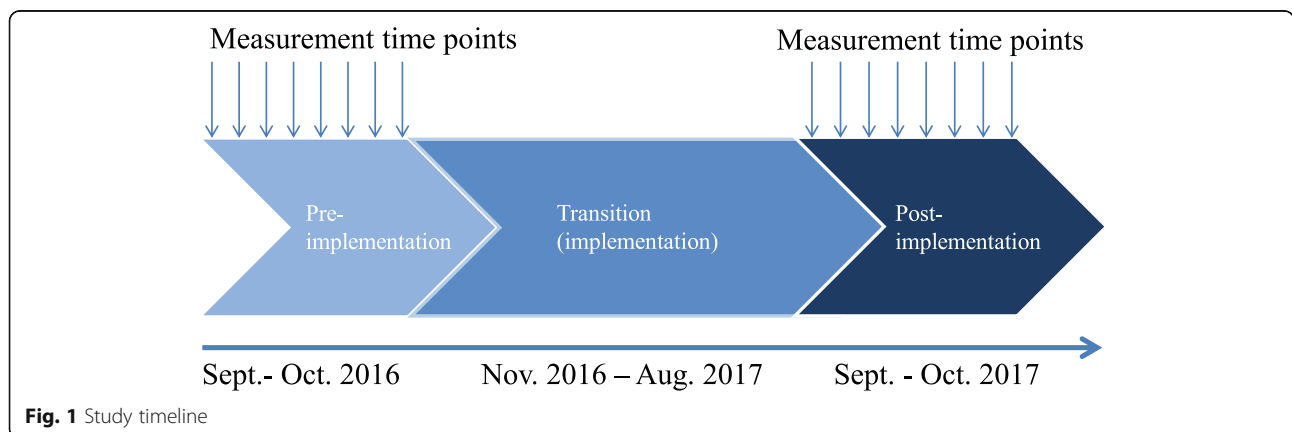 Measurement time points
Measurement time points
Pre-
implementation
Transition
(implementation)
Post-
implementation
Sept.- Oct. 2016
Nov. 2016 – Aug. 2017
Sept. - Oct. 2017
Fig. 1 Study timeline